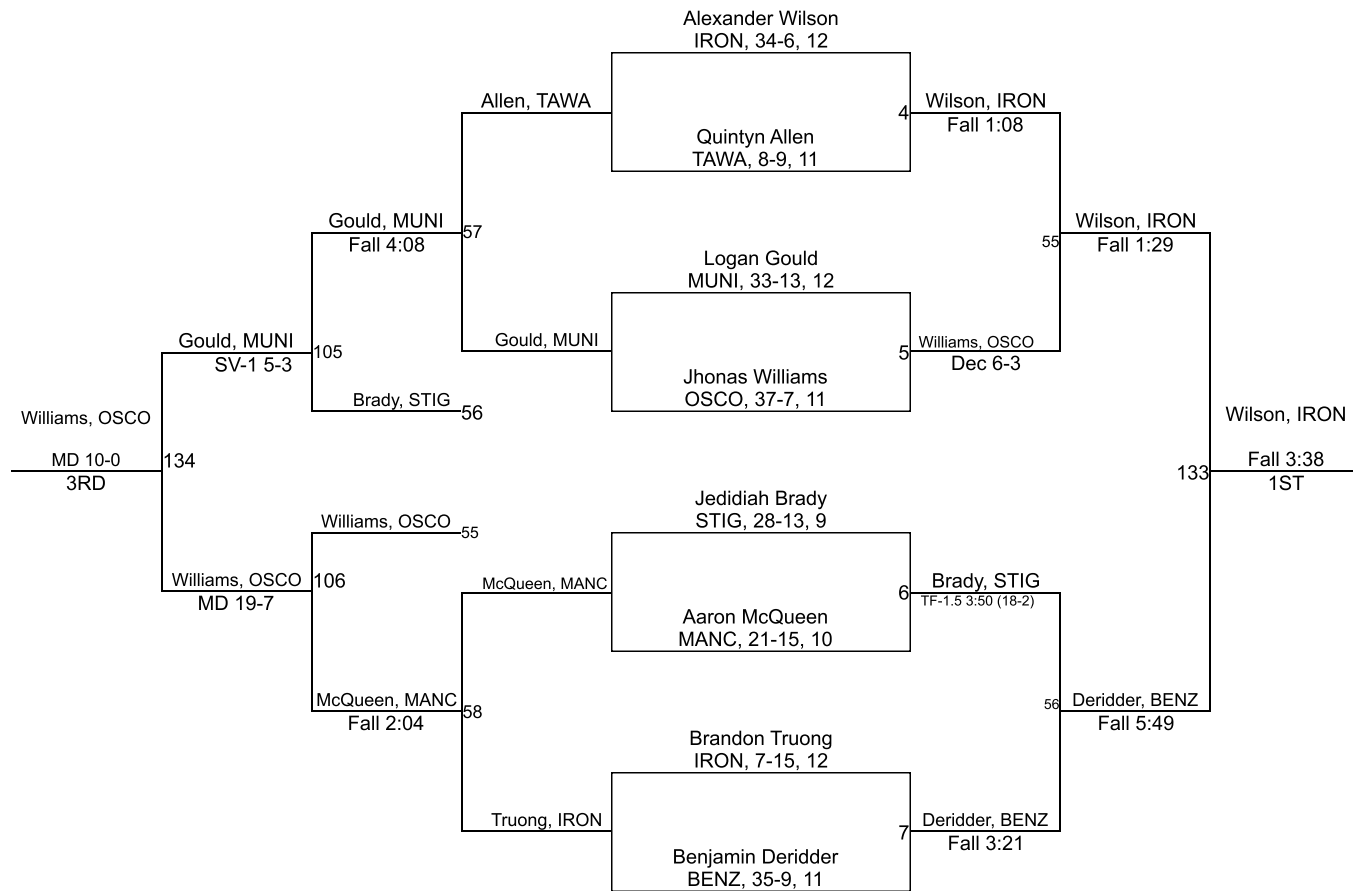 Alexander Wilson
IRON, 34-6, 12
Allen, TAWA
4
Wilson, IRON
Fall 1:08
Quintyn Allen
TAWA, 8-9, 11
Gould, MUNI
Fall 4:08
57
Wilson, IRON
Fall 1:29
55
Logan Gould
MUNI, 33-13, 12
Gould, MUNI
SV-1 5-3
105
Gould, MUNI
5
Williams, OSCO
Dec 6-3
Jhonas Williams
OSCO, 37-7, 11
Brady, STIG
56
Williams, OSCO
MD 10-0
3RD
134
Wilson, IRON
Fall 3:38
1ST
133
Jedidiah Brady
STIG, 28-13, 9
Williams, OSCO
55
Williams, OSCO
MD 19-7
106
McQueen, MANC
6
Brady, STIG
TF-1.5 3:50 (18-2)
Aaron McQueen
MANC, 21-15, 10
McQueen, MANC
Fall 2:04
58
56
Deridder, BENZ
Fall 5:49
Brandon Truong
IRON, 7-15, 12
Truong, IRON
7
Deridder, BENZ
Fall 3:21
Benjamin Deridder
BENZ, 35-9, 11